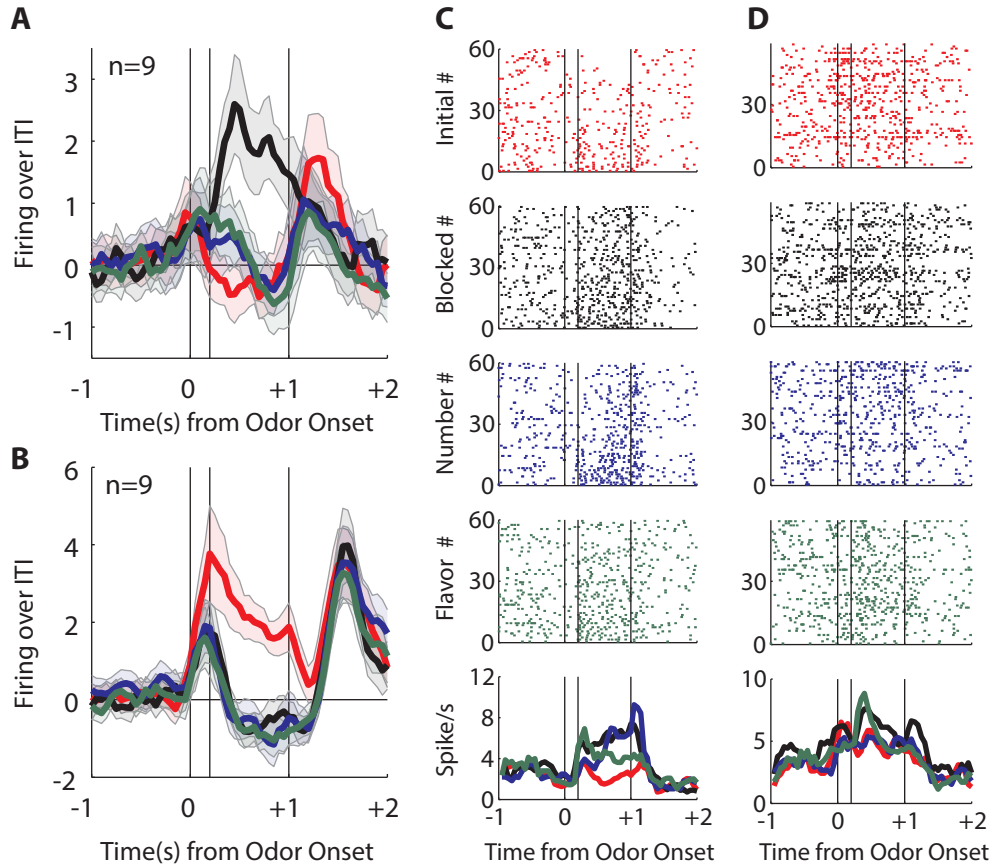 A
n=9
Firing over ITI
3
2
1
0
-1
-1 0 +1 +2
Time(s) from Odor Onset
B
n=9
Firing over ITI
6
4
2
0
-2
-1 0 +1 +2
Time(s) from Odor Onset
C
Initial #
60
30
0
Blocked #
60
30
0
Number #
60
30
0
Flavor #
60
30
0
Spike/s
12
8
4
0
-1 0 +1 +2
Time from Odor Onset
D
30
0
30
0
30
0
30
0
10
5
0
-1 0 +1 +2
Time from Odor Onset